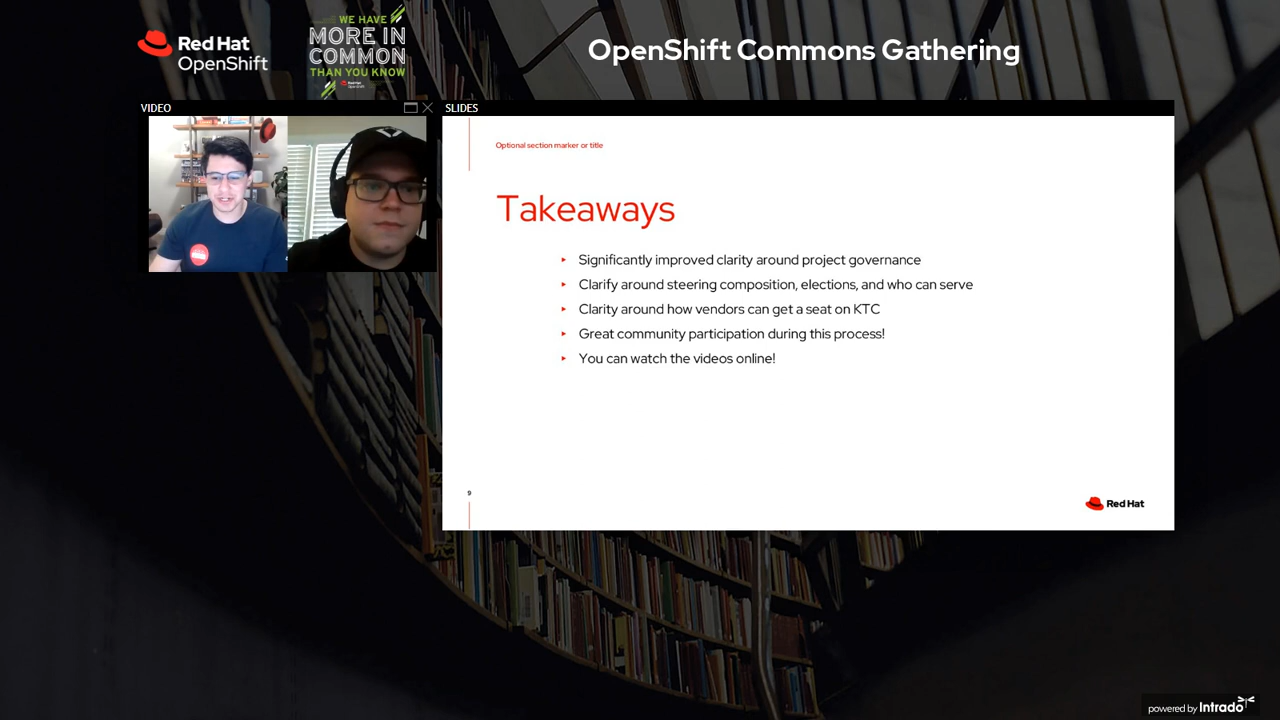 Red Hat
OpenShift
WE HAVE
MORE IN
COMMON
THAN YOU KNOW
OpenShift Commons Gathering
VIDEO
SLIDES
Optional section marker or title
Takeaways
Significantly improved clarity around project governance
Clarify around steering composition, elections, and who can serve
Clarity around how vendors can get a seat on KTC
Great community participation during this process!
You can watch the videos online!
9
Red Hat
powered by Intrado